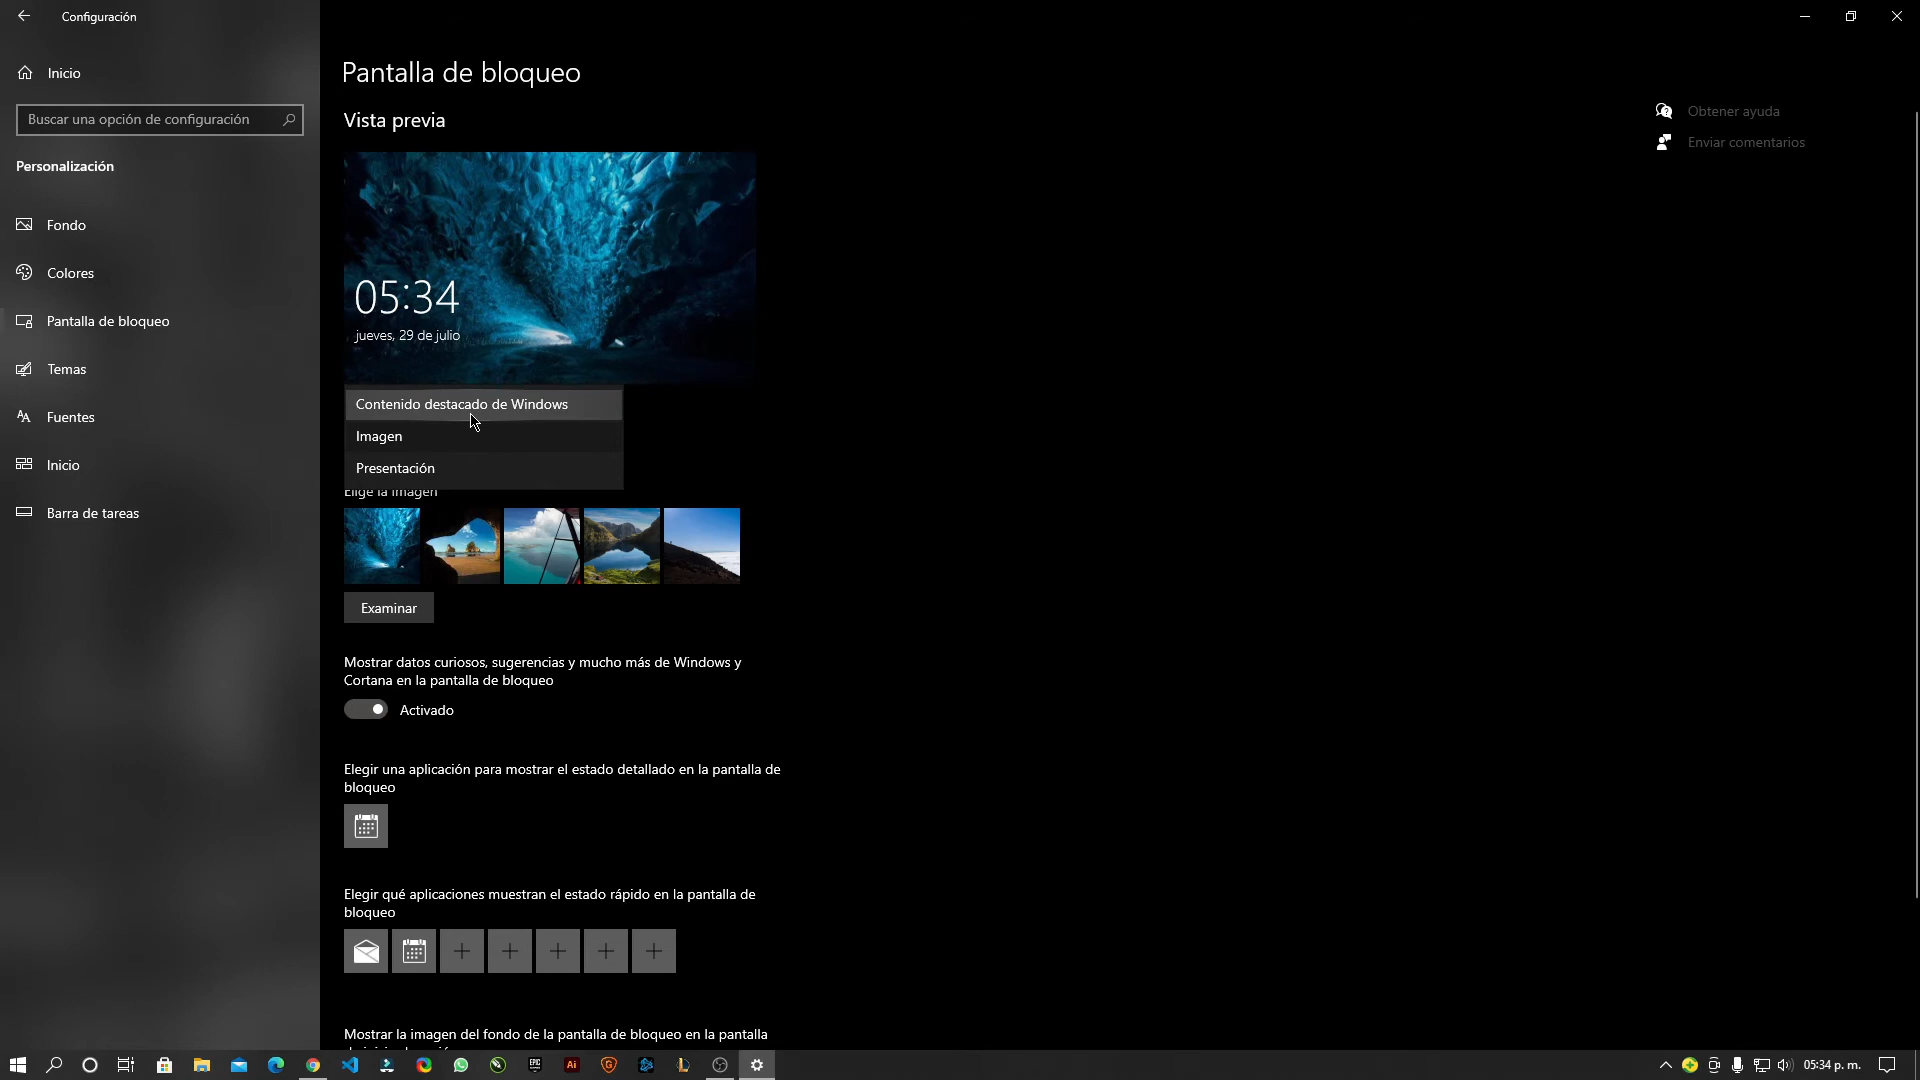 Configuración
Inicio
Buscar una opción de configuración
Personalización
Fondo
Colores
Pantalla de bloqueo
Temas
Fuentes
Inicio
Barra de tareas
Pantalla de bloqueo
Vista previa
05:34
jueves, 29 de julio
Contenido destacado de Windows
Imagen
Presentación
Elige la imagen
Examinar
Mostrar datos curiosos, sugerencias y mucho más de Windows y
Cortana en la pantalla de bloqueo
Activado
Elegir una aplicación para mostrar el estado detallado en la pantalla de
bloqueo
Elegir qué aplicaciones muestran el estado rápido en la pantalla de
bloqueo
Mostrar la imagen del fondo de la pantalla de bloqueo en la pantalla
Obtener ayuda
Enviar comentarios
EPIC
Ai
05:34 p. m.